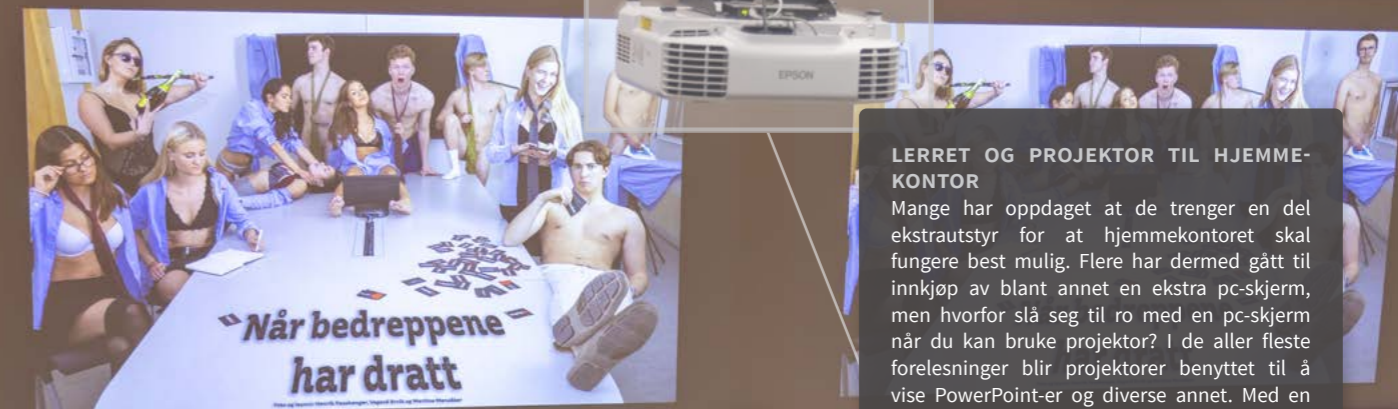 EPSON
"Når bedreppene"
har dratt
LERRET OG PROJEKTOR TIL HJEMME-
KONTOR
Mange har oppdaget at de trenger en del
ekstrautstyr for at hjemmekontoret skal
fungere best mulig. Flere har dermed gått til
innkjøp av blant annet en ekstra pc-skjerm,
men hvorfor slå seg til ro med en pc-skjerm
når du kan bruke projektor? I de aller fleste
forelesninger blir projektorer benyttet til å
vise PowerPoint-er og diverse annet. Med en